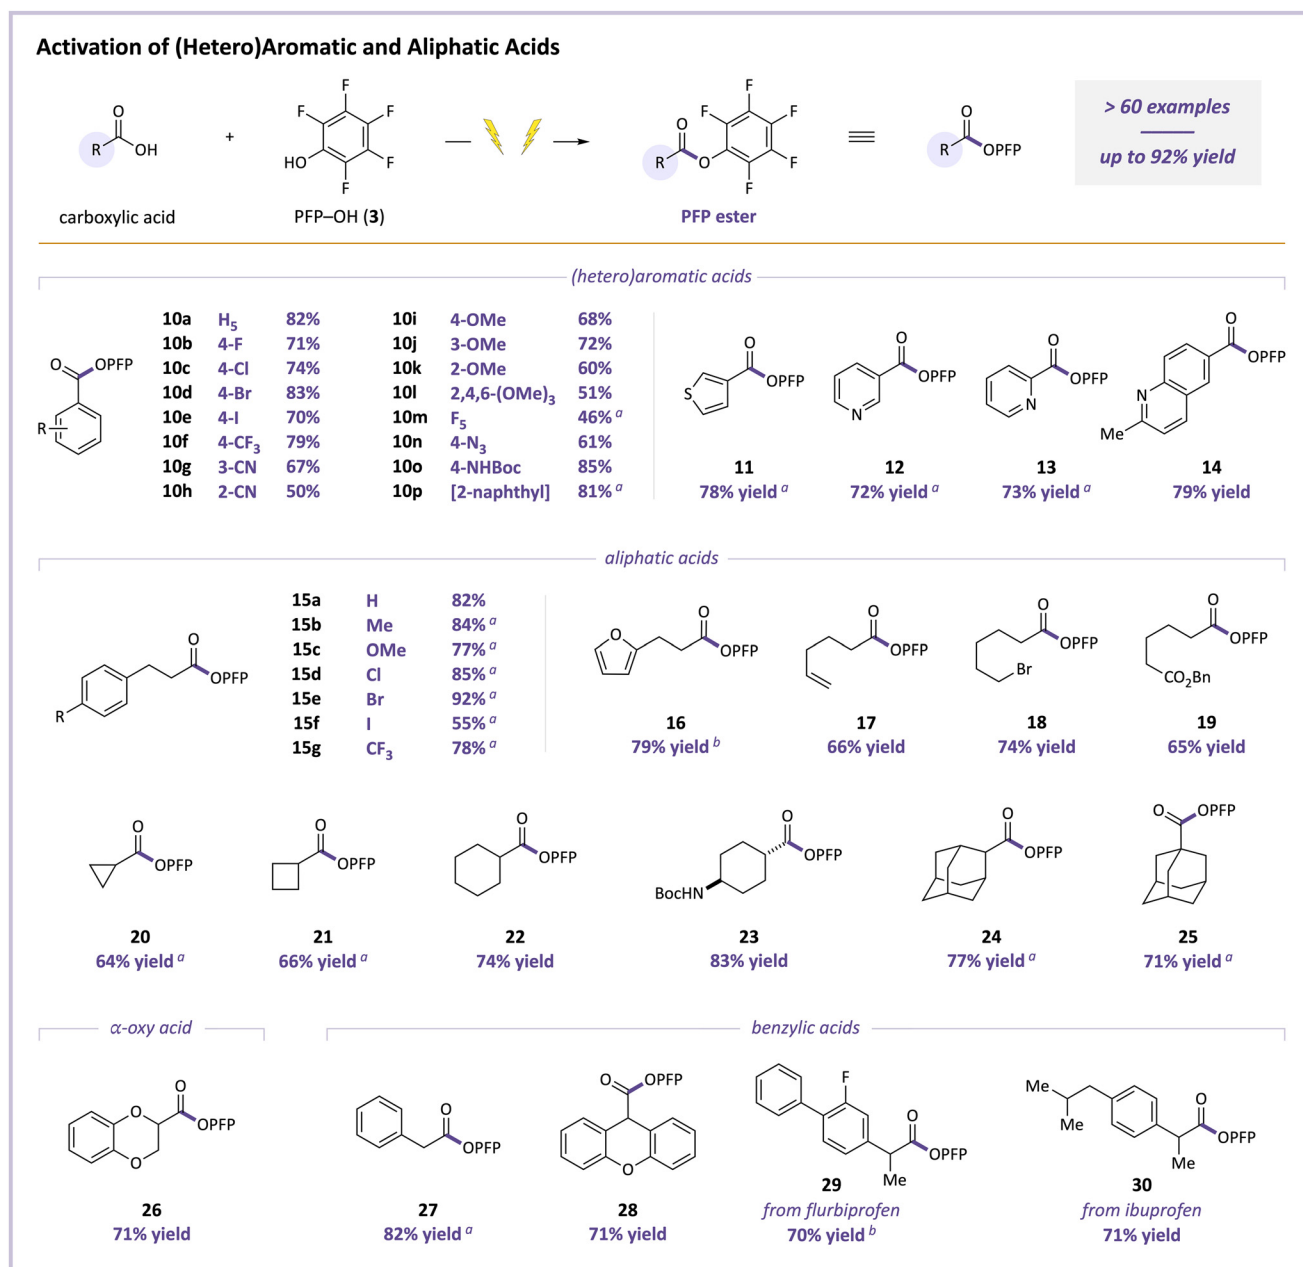 Activation of (Hetero)Aromatic and Aliphatic Acids
R O OH
+
HO F F F F F
R O O F F F F F
R O OPFP
> 60 examples
up to 92% yield
carboxylic acid
PFP–OH (3)
PFP ester
(hetero)aromatic acids
R O OPFP
10a H5 82%
10b 4-F 71%
10c 4-Cl 74%
10d 4-Br 83%
10e 4-I 70%
10f 4-CF3 79%
10g 3-CN 67%
10h 2-CN 50%
10i 4-OMe 68%
10j 3-OMe 72%
10k 2-OMe 60%
10l 2,4,6-(OMe)3 51%
10m F5 46% a
10n 4-N3 61%
10o 4-NHBoc 85%
10p [2-naphthyl] 81% a
S O OPFP
11
78% yield a
N O OPFP
12
72% yield a
N O OPFP
13
73% yield a
Me N O OPFP
14
79% yield
aliphatic acids
R O OPFP
15a H 82%
15b Me 84% a
15c OMe 77% a
15d Cl 85% a
15e Br 92% a
15f I 55% a
15g CF3 78% a
O O OPFP
16
79% yield b
O OPFP
17
66% yield
O OPFP Br
18
74% yield
O OPFP CO2Bn
19
65% yield
O OPFP
20
64% yield a
O OPFP
21
66% yield a
O OPFP
22
74% yield
BocHN O OPFP
23
83% yield
O OPFP
24
77% yield a
O OPFP
25
71% yield a
α-oxy acid
O O O OPFP
26
71% yield
benzylic acids
O OPFP
27
82% yield a
O OPFP O
28
71% yield
F O OPFP Me
29
from flurbiprofen
70% yield b
Me Me O OPFP Me
30
from ibuprofen
71% yield